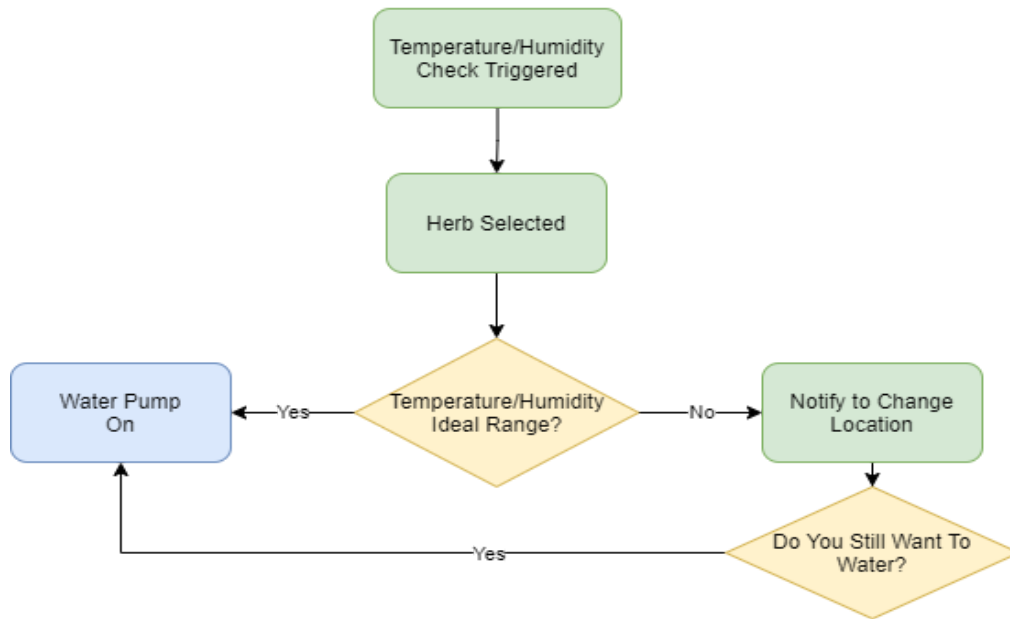 Temperature/Humidity
Check Triggered
Herb Selected
Water Pump
On
Yes
Temperature/Humidity
Ideal Range?
No
Notify to Change
Location
Do You Still Want To
Water?
Yes